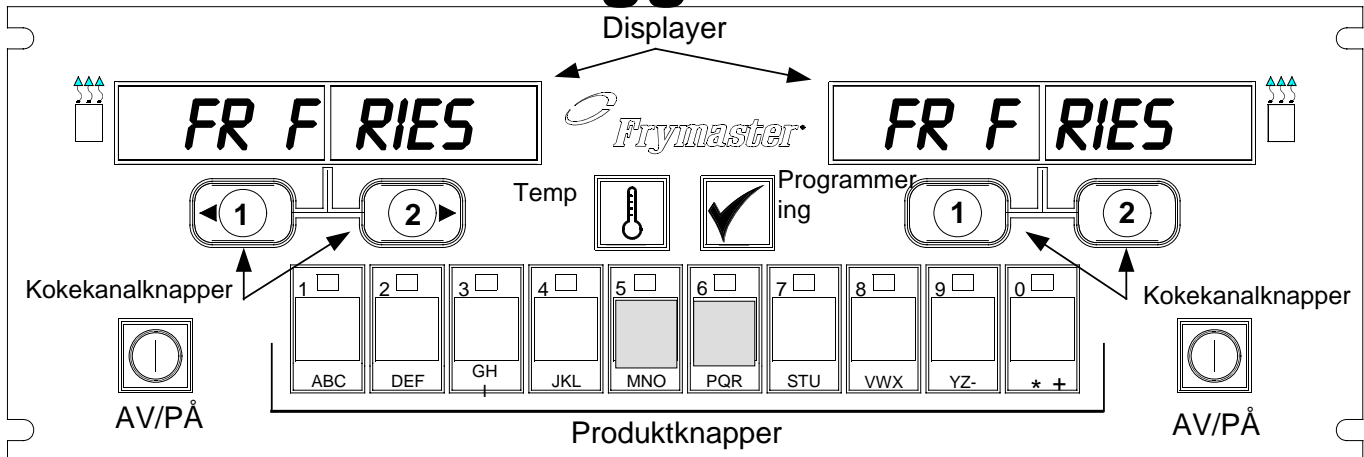 Displayer
FR F RIES
Frymaster
FR F RIES
Temp
Programmer
ing
1 2
1 2
Kokekanalknapper
Kokekanalknapper
1 2 3 4 5 6 7 8 9 0
ABC DEF GH
I JKL MNO PQR STU VWX YZ- * +
AV/PÅ
AV/PÅ
Produktknapper